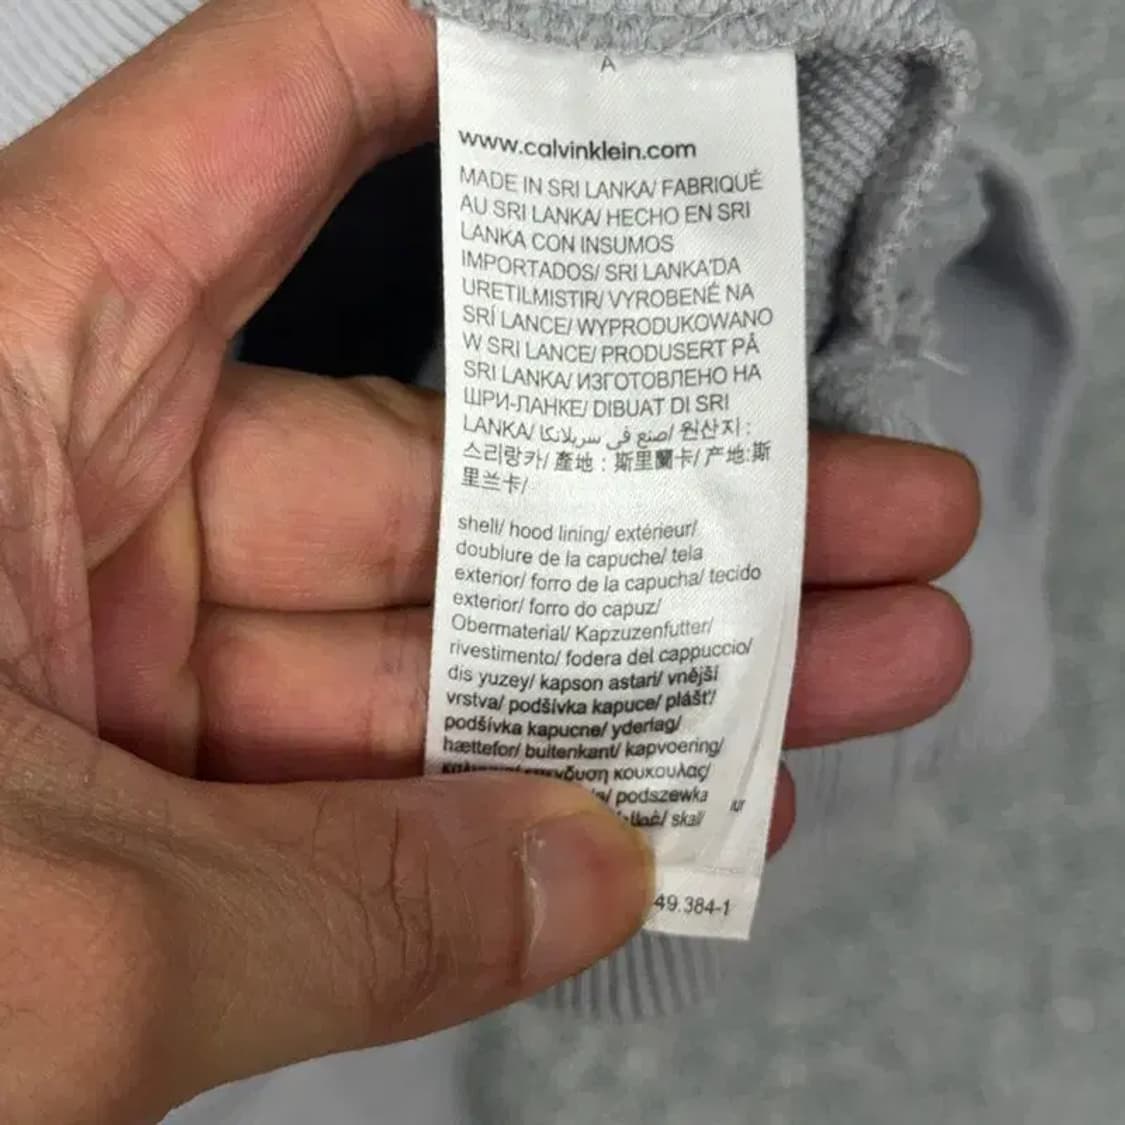 A
www.calvinklein.com
MADE IN SRI LANKA/ FABRIQUÉ
AU SRI LANKA/ HECHO EN SRI
LANKA CON INSUMOS
IMPORTADOS/ SRI LANKA'DA
URETILMISTIR/ VYROBENÉ NA
SRÍ LANCE/ WYPRODUKOWANO
W SRI LANCE/ PRODUSERT PÅ
SRI LANKA/ ИЗГОТОВЛЕНО НА
ШРИ-ЛАНКЕ/ DIBUAT DI SRI
LANKA/ صنع في سريلانكا/ 원산지 :
스리랑카/ 產地 : 斯里蘭卡/ 产地:斯
里兰卡/
shell/ hood lining/ extérieur/
doublure de la capuche/ tela
exterior/ forro de la capucha/ tecido
exterior/ forro do capuz/
Obermaterial/ Kapzuzenfutter/
rivestimento/ fodera del cappuccio/
dis yuzey/ kapson astari/ vnější
vrstva/ podšívka kapuce/ plášť/
podšívka kapucne/ yderlag/
hættefor/ buitenkant/ kapvoering/
κουκουλας/
podszewka
skall/
49.384-1